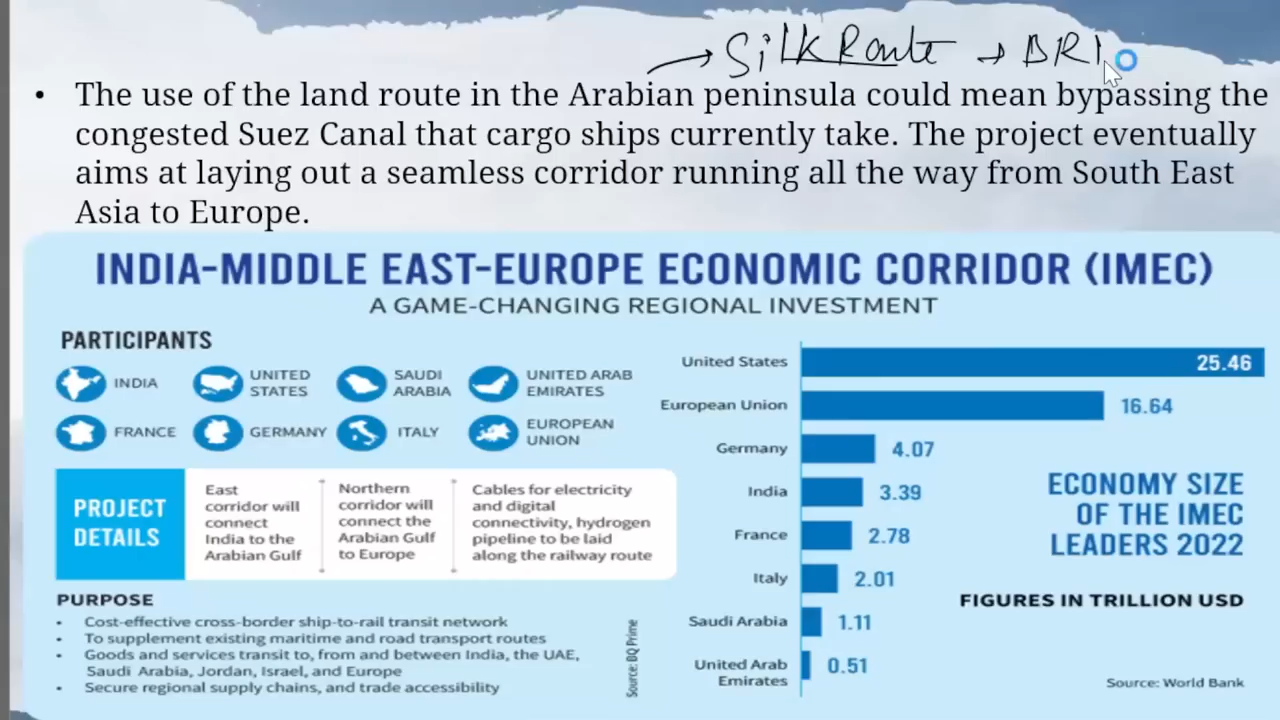 → Silk Route → BRI
• The use of the land route in the Arabian peninsula could mean bypassing the
congested Suez Canal that cargo ships currently take. The project eventually
aims at laying out a seamless corridor running all the way from South East
Asia to Europe.
INDIA-MIDDLE EAST-EUROPE ECONOMIC CORRIDOR (IMEC)
A GAME-CHANGING REGIONAL INVESTMENT
PARTICIPANTS
INDIA
UNITED
STATES
SAUDI
ARABIA
UNITED ARAB
EMIRATES
FRANCE
GERMANY
ITALY
EUROPEAN
UNION
PROJECT
DETAILS
East
corridor will
connect
India to the
Arabian Gulf
Northern
corridor will
connect the
Arabian Gulf
to Europe
Cables for electricity
and digital
connectivity, hydrogen
pipeline to be laid
along the railway route
PURPOSE
• Cost-effective cross-border ship-to-rail transit network
• To supplement existing maritime and road transport routes
• Goods and services transit to, from and between India, the UAE,
Saudi Arabia, Jordan, Israel, and Europe
• Secure regional supply chains, and trade accessibility
Source: BQ Prime
United States 25.46
European Union 16.64
Germany 4.07
India 3.39
France 2.78
Italy 2.01
Saudi Arabia 1.11
United Arab
Emirates 0.51
ECONOMY SIZE
OF THE IMEC
LEADERS 2022
FIGURES IN TRILLION USD
Source: World Bank